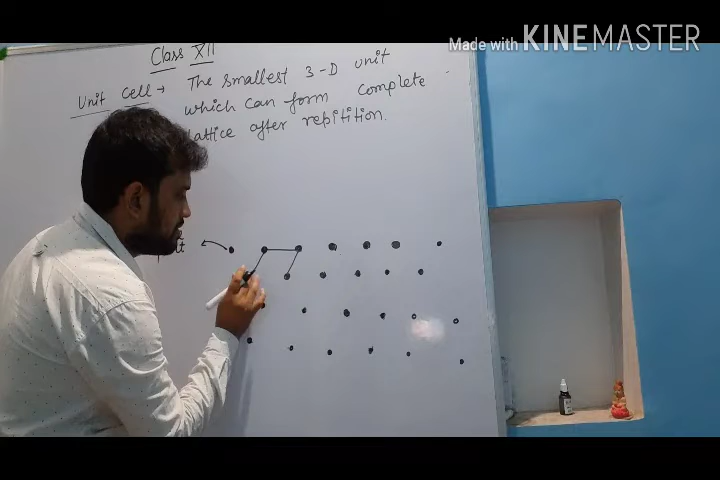 Made with KINEMASTER
Class XII
Unit cell → The smallest 3-D unit
which can form complete
lattice after repitition.